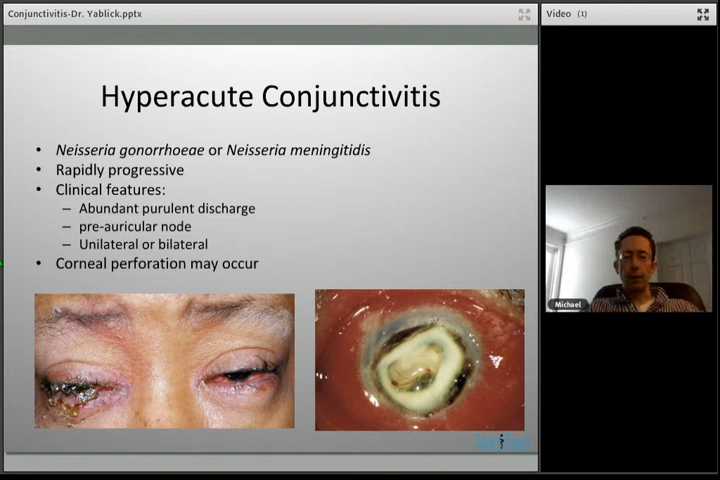 Conjunctivitis-Dr. Yablick.pptx
Video (1)
Hyperacute Conjunctivitis
• Neisseria gonorrhoeae or Neisseria meningitidis
• Rapidly progressive
• Clinical features:
– Abundant purulent discharge
– pre-auricular node
– Unilateral or bilateral
• Corneal perforation may occur
Michael